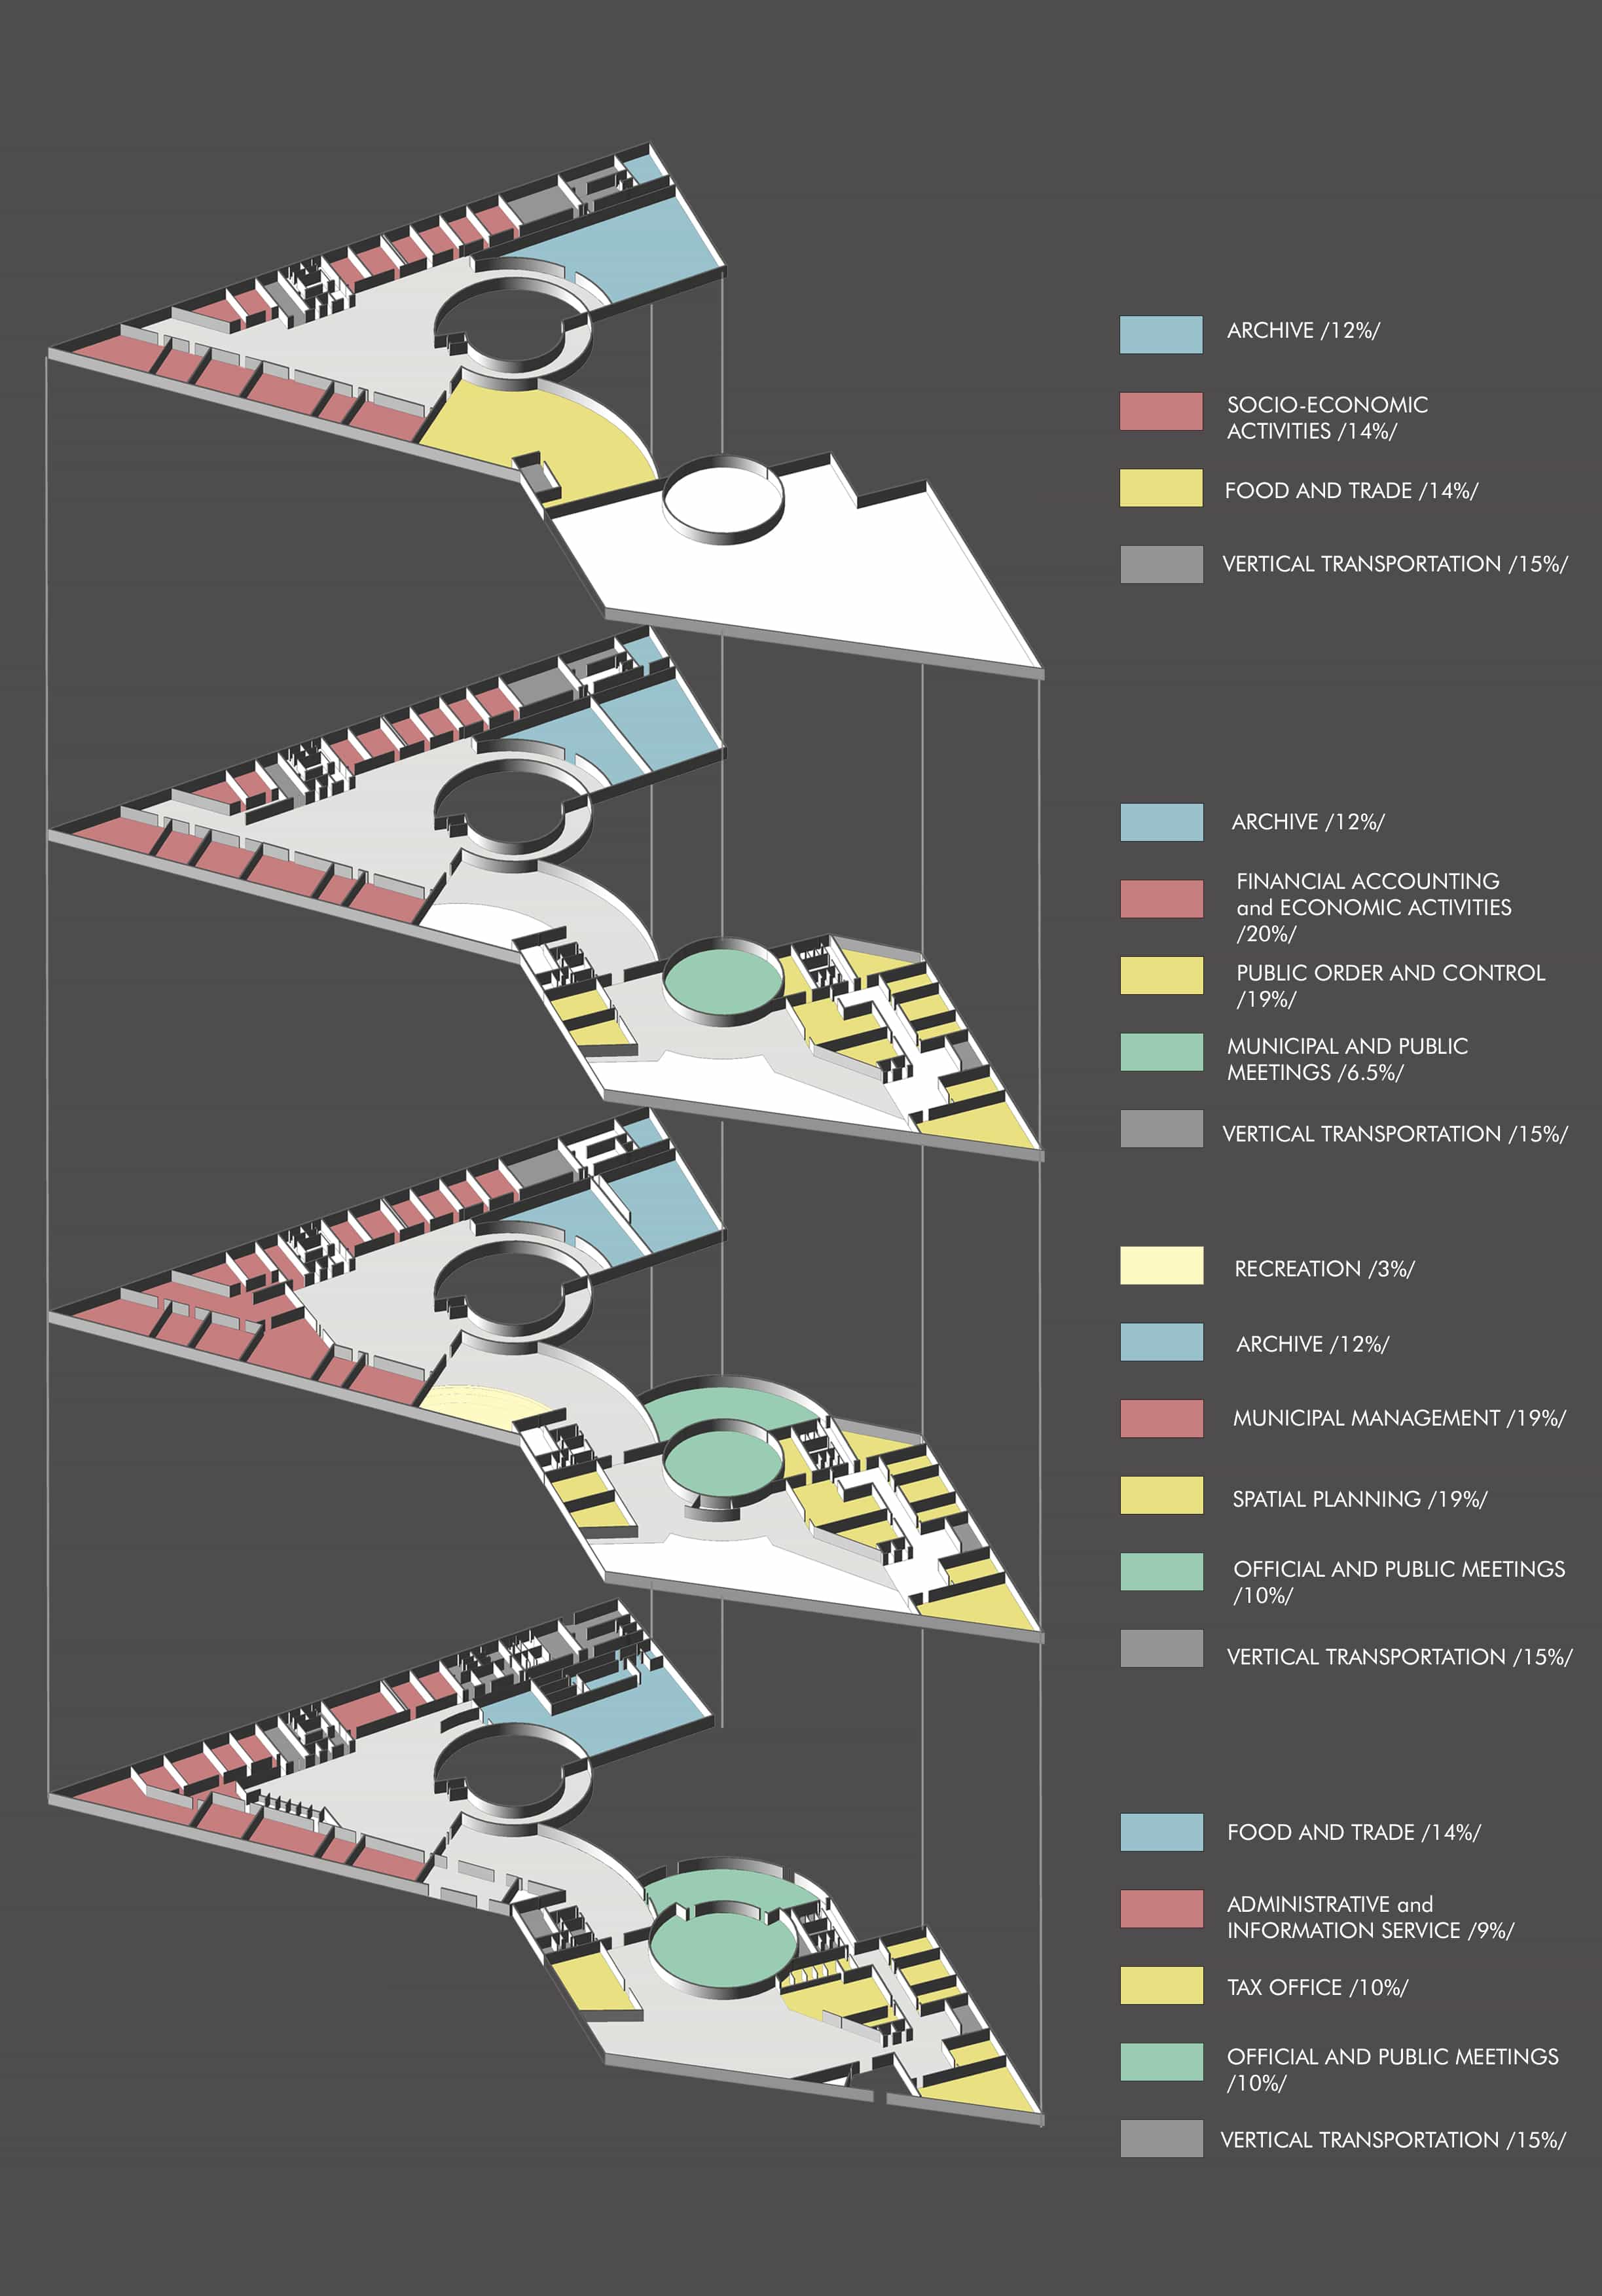 ARCHIVE /12%/
SOCIO-ECONOMIC
ACTIVITIES /14%/
FOOD AND TRADE /14%/
VERTICAL TRANSPORTATION /15%/
ARCHIVE /12%/
FINANCIAL ACCOUNTING
and ECONOMIC ACTIVITIES
/20%/
PUBLIC ORDER AND CONTROL
/19%/
MUNICIPAL AND PUBLIC
MEETINGS /6.5%/
VERTICAL TRANSPORTATION /15%/
RECREATION /3%/
ARCHIVE /12%/
MUNICIPAL MANAGEMENT /19%/
SPATIAL PLANNING /19%/
OFFICIAL AND PUBLIC MEETINGS
/10%/
VERTICAL TRANSPORTATION /15%/
FOOD AND TRADE /14%/
ADMINISTRATIVE and
INFORMATION SERVICE /9%/
TAX OFFICE /10%/
OFFICIAL AND PUBLIC MEETINGS
/10%/
VERTICAL TRANSPORTATION /15%/